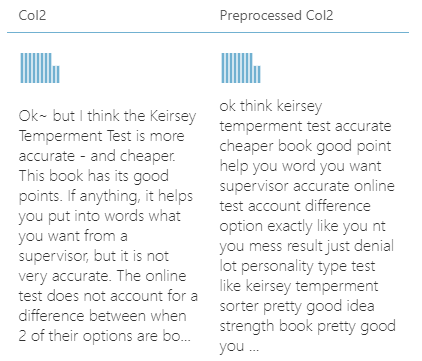 Col2
Preprocessed Col2
Ok~ but I think the Keirsey
Temperment Test is more
accurate - and cheaper.
This book has its good
points. If anything, it helps
you put into words what
you want from a
supervisor, but it is not
very accurate. The online
test does not account for a
difference between when
2 of their options are bo...
ok think keirsey
temperment test accurate
cheaper book good point
help you word you want
supervisor accurate online
test account difference
option exactly like you nt
you mess result just denial
lot personality type test
like keirsey temperment
sorter pretty good idea
strength book pretty good
you ...